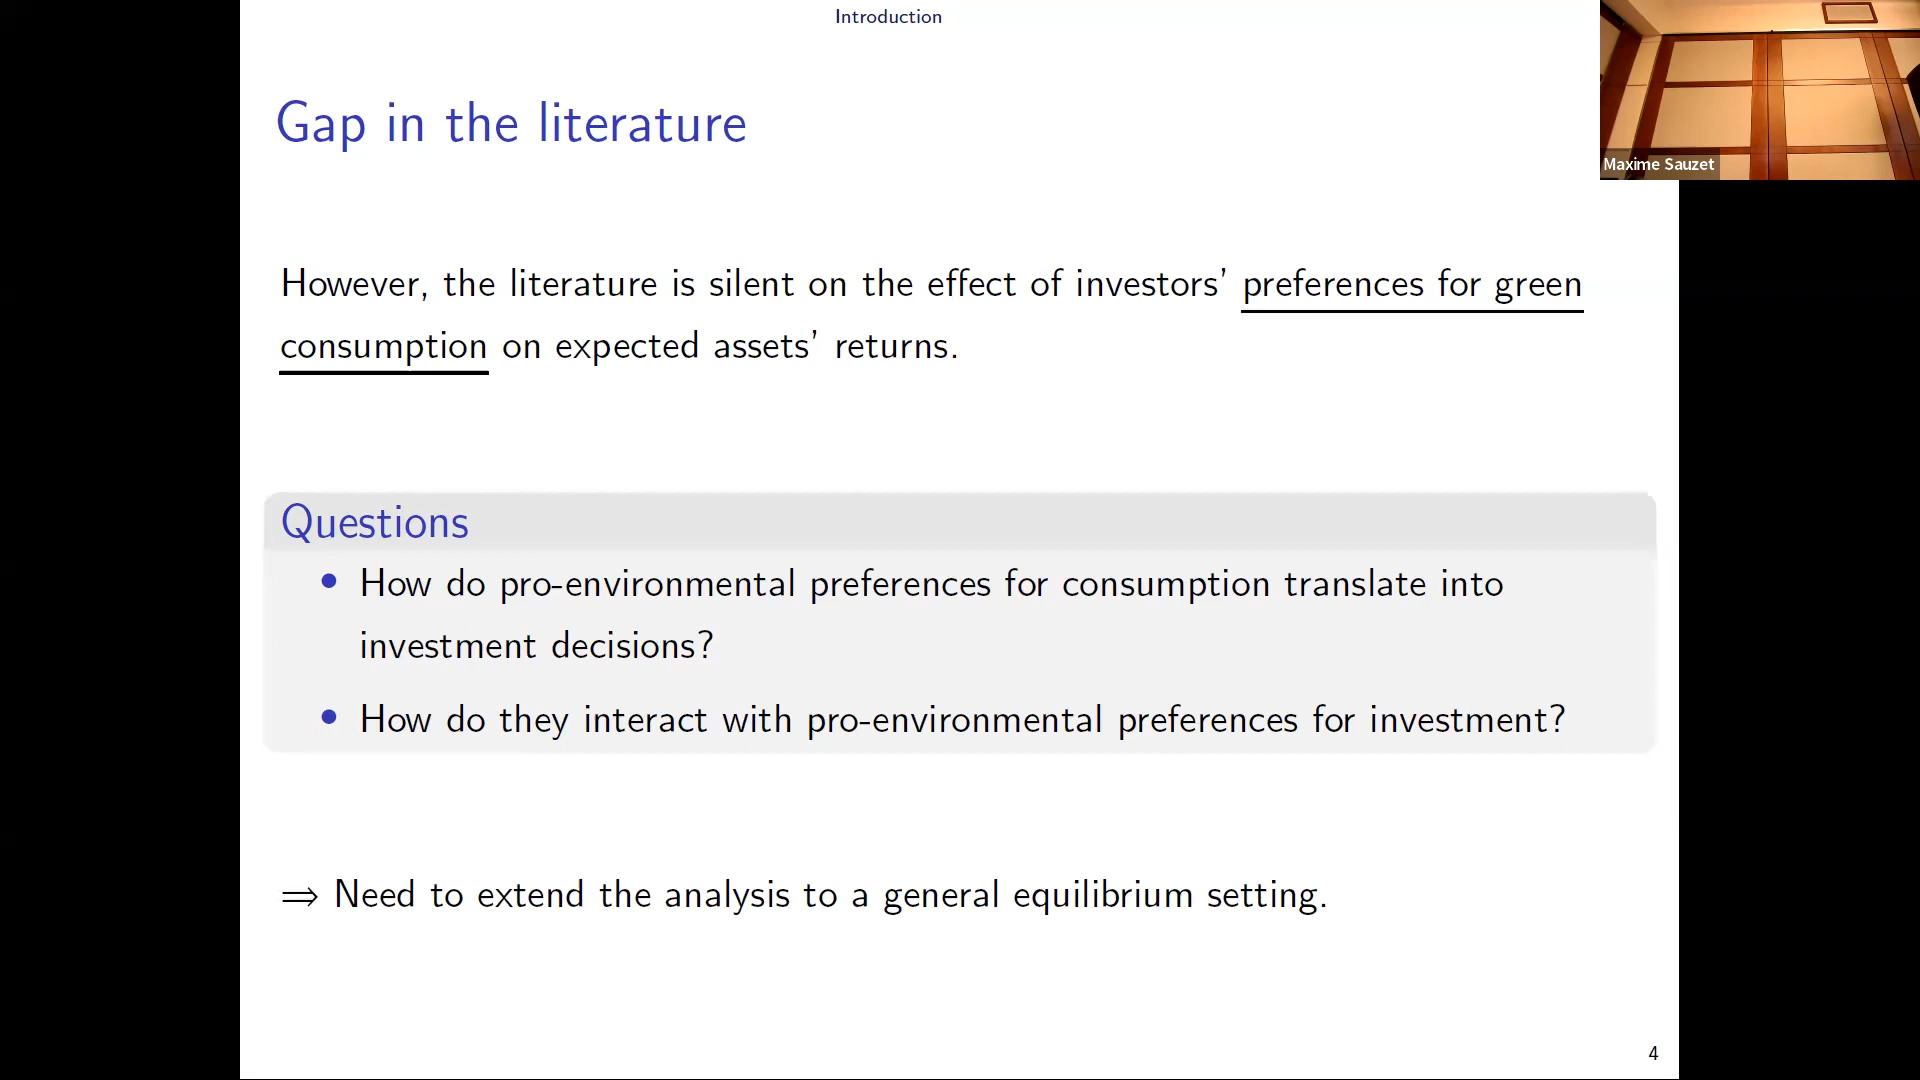 Introduction
Gap in the literature
Maxime Sauzet
However, the literature is silent on the effect of investors' preferences for green
consumption on expected assets' returns.
Questions
• How do pro-environmental preferences for consumption translate into
investment decisions?
• How do they interact with pro-environmental preferences for investment?
⇒ Need to extend the analysis to a general equilibrium setting.
4